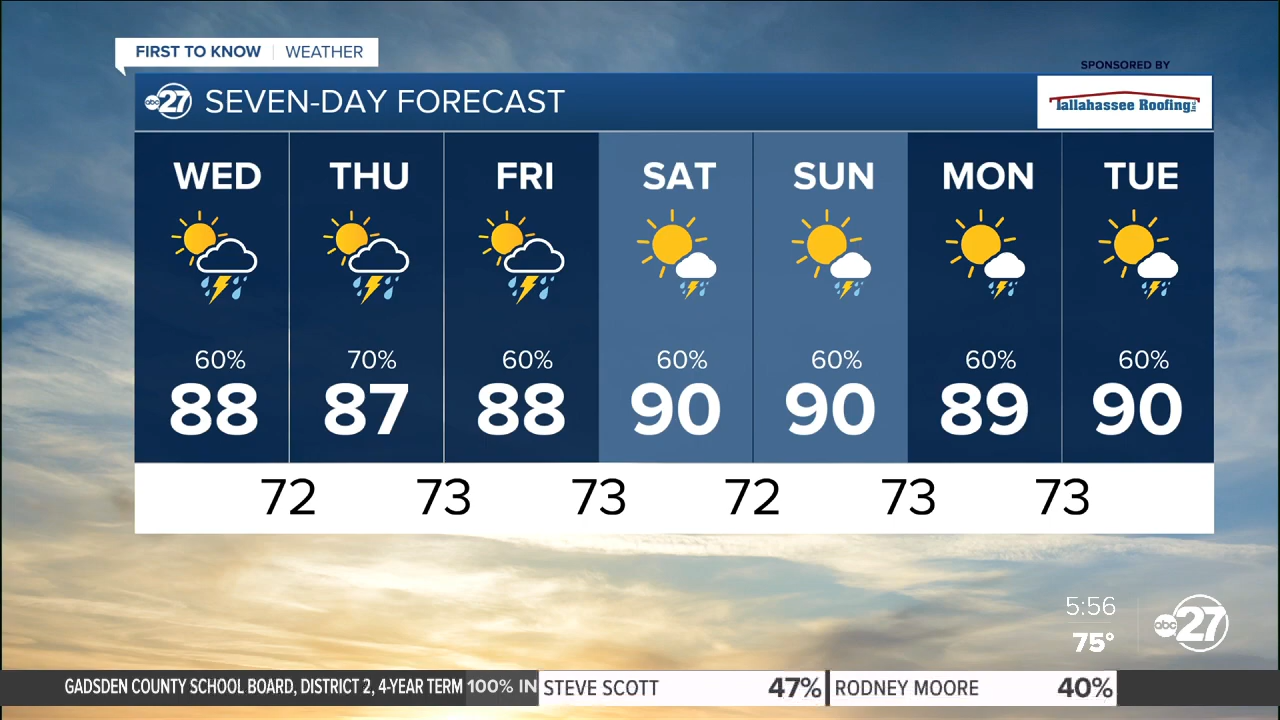 FIRST TO KNOW WEATHER
SPONSORED BY
abc 27 SEVEN-DAY FORECAST
Tallahassee Roofing Inc
WED THU FRI SAT SUN MON TUE
60% 70% 60% 60% 60% 60% 60%
88 87 88 90 90 89 90
72 73 73 72 73 73
5:56
75°
abc 27
GADSDEN COUNTY SCHOOL BOARD, DISTRICT 2, 4-YEAR TERM 100% IN STEVE SCOTT 47% RODNEY MOORE 40%